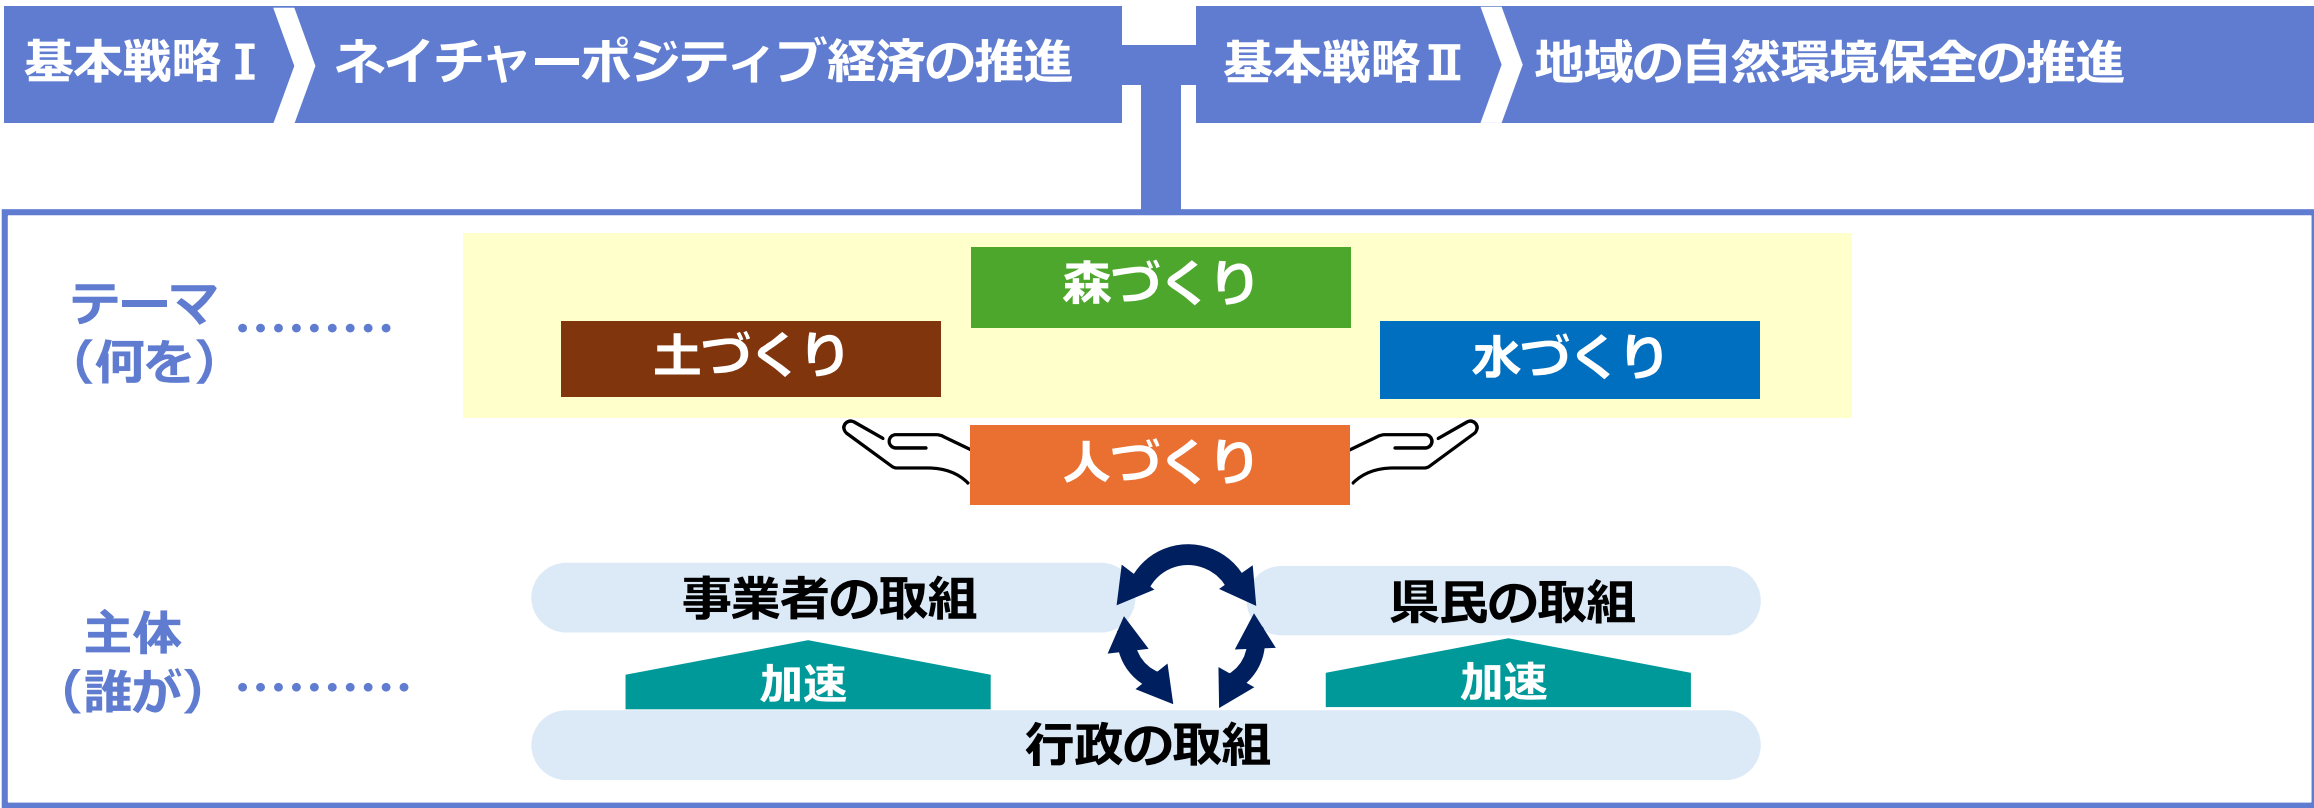 基本戦略Ⅰ
ネイチャーポジティブ経済の推進
基本戦略Ⅱ
地域の自然環境保全の推進
テーマ
（何を）
森づくり
土づくり
水づくり
人づくり
主体
（誰が）
事業者の取組
県民の取組
加速
加速
行政の取組